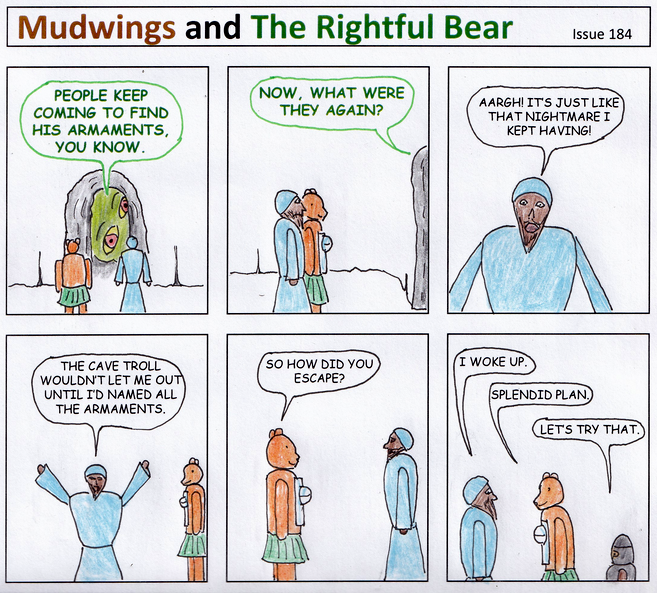 Mudwings and The Rightful Bear
Issue 184
PEOPLE KEEP
COMING TO FIND
HIS ARMAMENTS,
YOU KNOW.
NOW, WHAT WERE
THEY AGAIN?
AARGH! IT'S JUST LIKE
THAT NIGHTMARE I
KEPT HAVING!
THE CAVE TROLL
WOULDN'T LET ME OUT
UNTIL I'D NAMED ALL
THE ARMAMENTS.
SO HOW DID YOU
ESCAPE?
I WOKE UP.
SPLENDID PLAN.
LET'S TRY THAT.